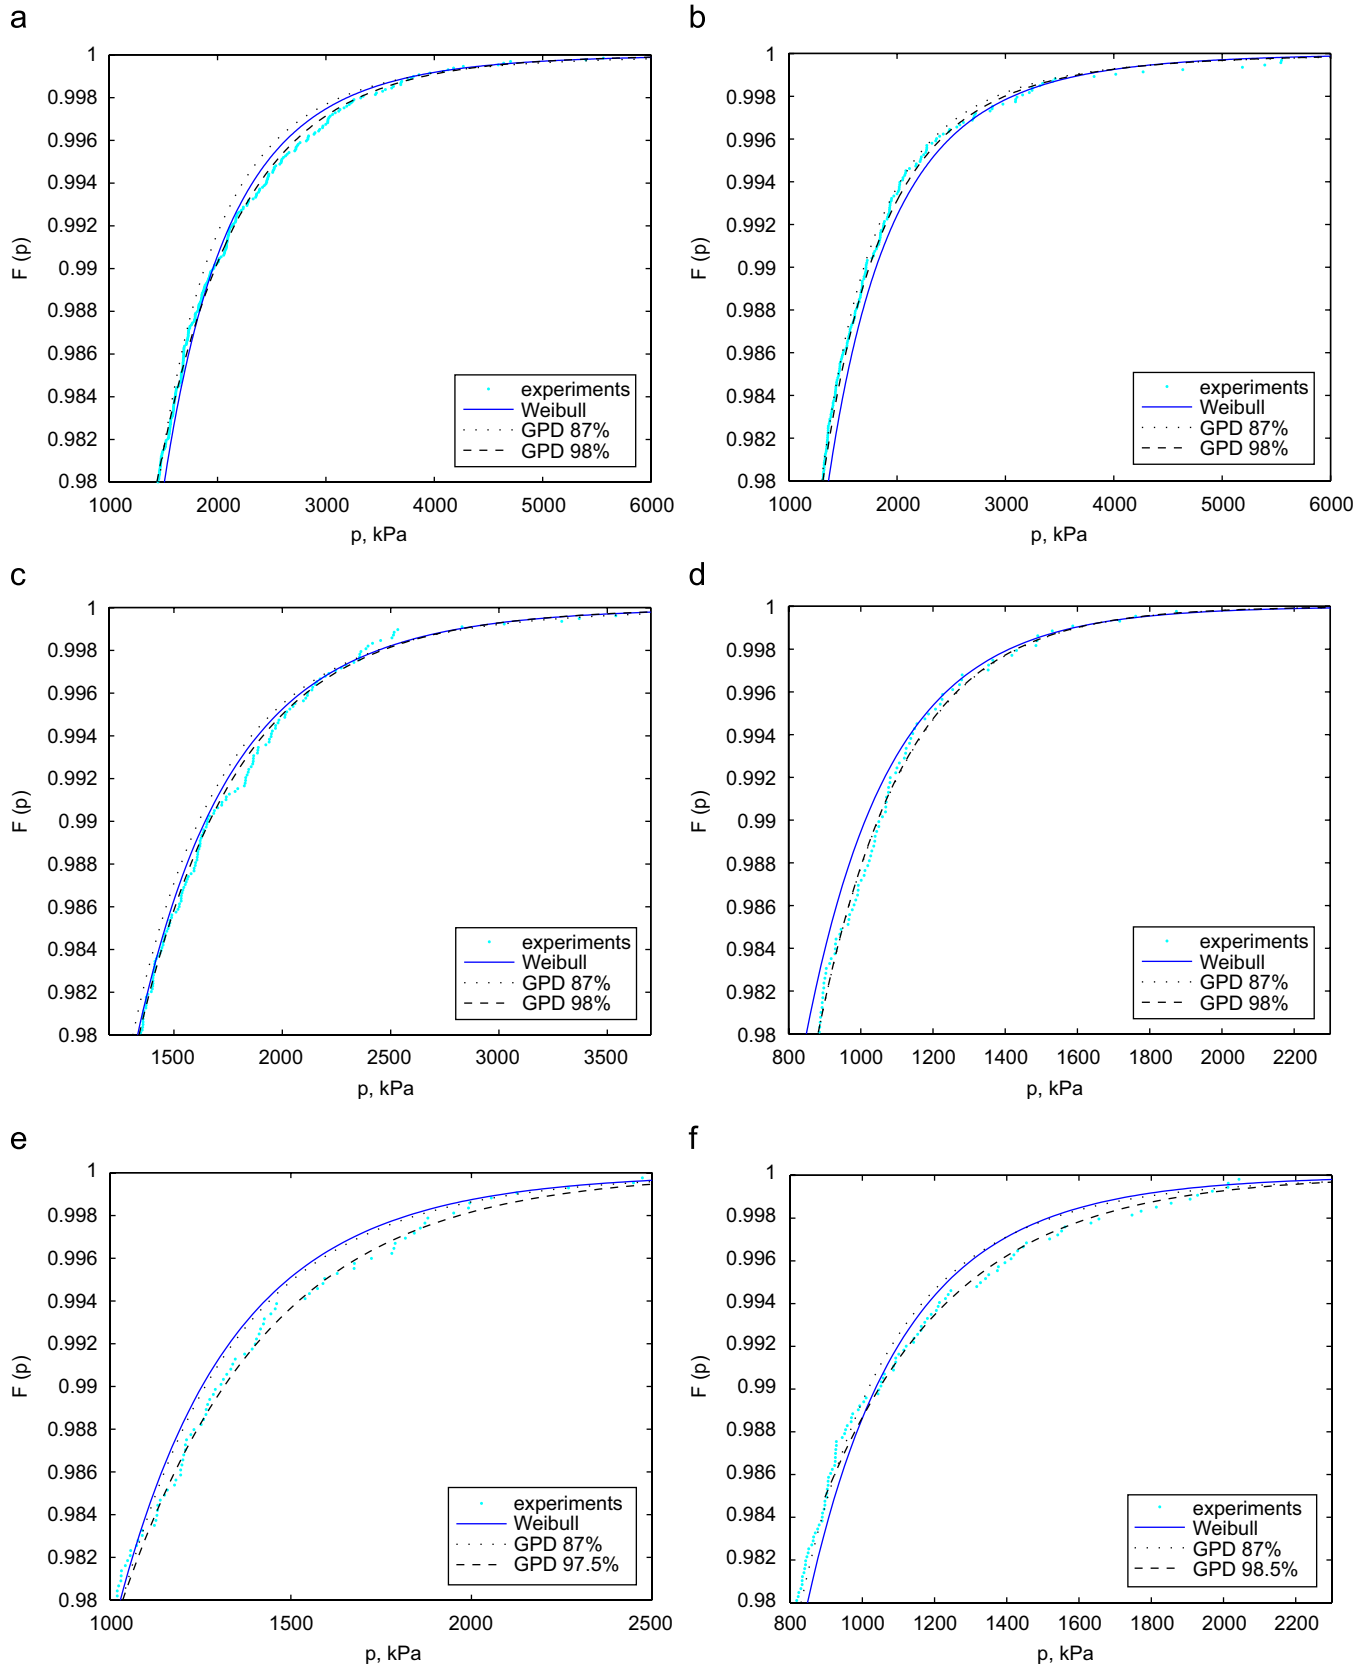 a
1
0.998
0.996
0.994
0.992
0.99
0.988
0.986
0.984
0.982
0.98
F (p)
experiments
Weibull
GPD 87%
GPD 98%
1000 2000 3000 4000 5000 6000
p, kPa
b
1
0.998
0.996
0.994
0.992
0.99
0.988
0.986
0.984
0.982
0.98
F (p)
experiments
Weibull
GPD 87%
GPD 98%
1000 2000 3000 4000 5000 6000
p, kPa
c
1
0.998
0.996
0.994
0.992
0.99
0.988
0.986
0.984
0.982
0.98
F (p)
experiments
Weibull
GPD 87%
GPD 98%
1500 2000 2500 3000 3500
p, kPa
d
1
0.998
0.996
0.994
0.992
0.99
0.988
0.986
0.984
0.982
0.98
F (p)
experiments
Weibull
GPD 87%
GPD 98%
800 1000 1200 1400 1600 1800 2000 2200
p, kPa
e
1
0.998
0.996
0.994
0.992
0.99
0.988
0.986
0.984
0.982
0.98
F (p)
experiments
Weibull
GPD 87%
GPD 97.5%
1000 1500 2000 2500
p, kPa
f
1
0.998
0.996
0.994
0.992
0.99
0.988
0.986
0.984
0.982
0.98
F (p)
experiments
Weibull
GPD 87%
GPD 98.5%
800 1000 1200 1400 1600 1800 2000 2200
p, kPa